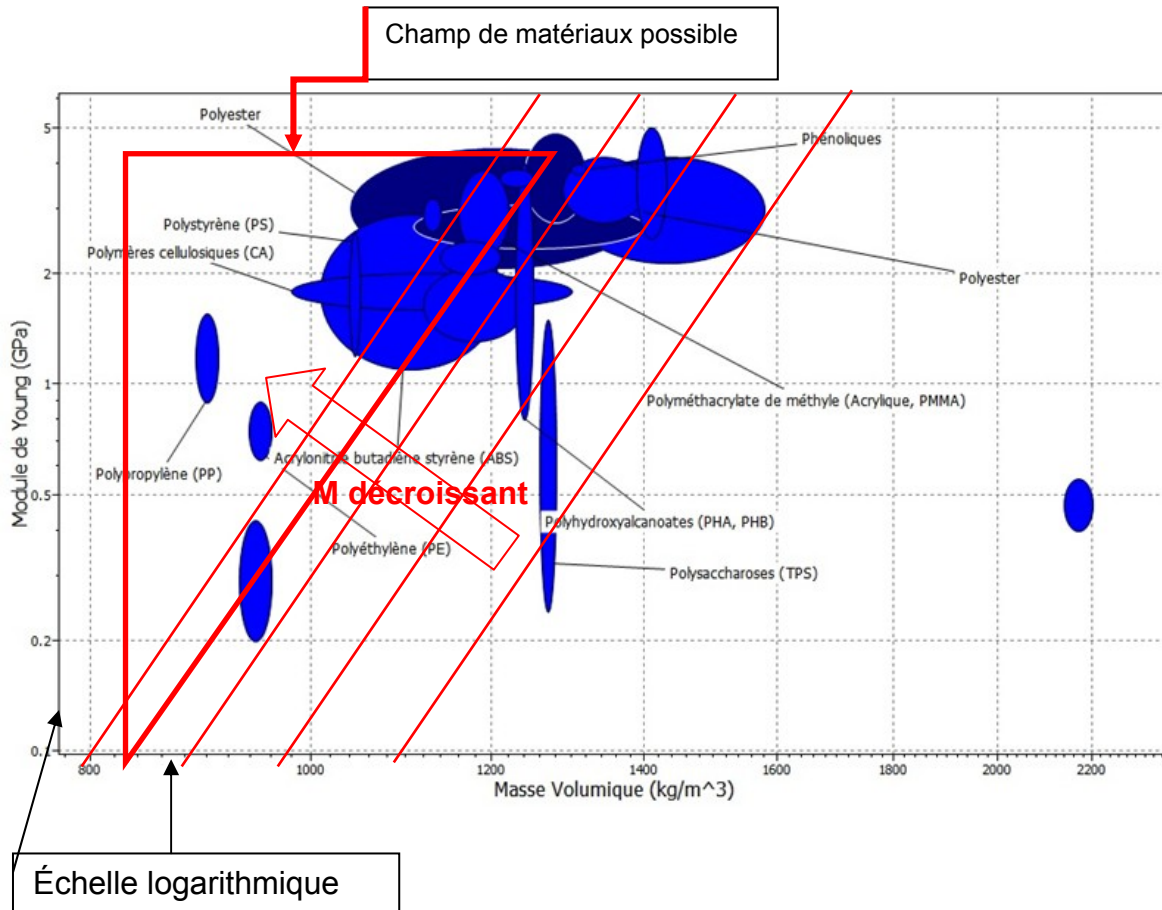 Champ de matériaux possible
Polyester
Phénoliques
Polystyrène (PS)
Polymères cellulosiques (CA)
Polyester
Module de Young (GPa)
5
2
1
0.5
0.2
0.1
Polyméthacrylate de méthyle (Acrylique, PMMA)
Polypropylène (PP)
Acrylonitrile butadiène styrène (ABS)
M décroissant
Polyhydroxyalcanoates (PHA, PHB)
Polyéthylène (PE)
Polysaccharoses (TPS)
800
1000
1200
1400
1600
2000
2200
Masse Volumique (kg/m^3)
Échelle logarithmique